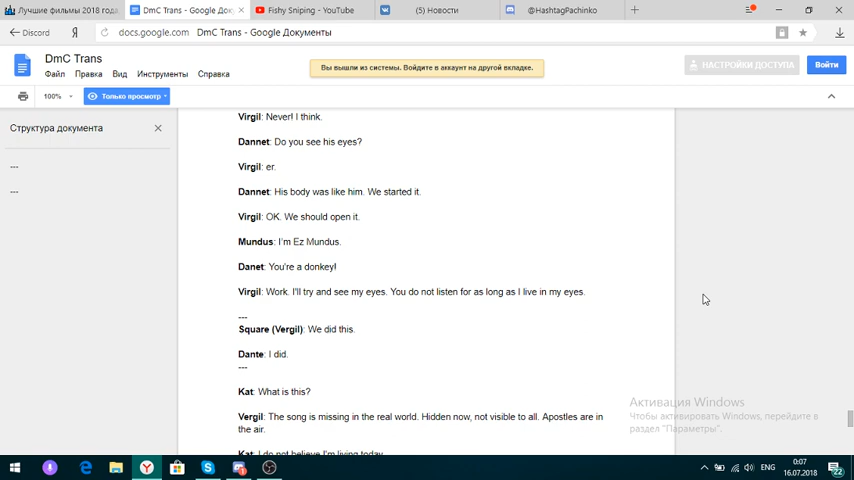 Лучшие фильмы 2018 года
DmC Trans - Google Док
Fishy Sniping - YouTube
(5) Новости
@HashtagPachinko
Discord
docs.google.com DmC Trans - Google Документы
DmC Trans
Файл Правка Вид Инструменты Справка
Вы вышли из системы. Войдите в аккаунт на другой вкладке.
НАСТРОЙКИ ДОСТУПА
Войти
100%
Только просмотр
Структура документа
---
---
Virgil: Never! I think.
Dannet: Do you see his eyes?
Virgil: er.
Dannet: His body was like him. We started it.
Virgil: OK. We should open it.
Mundus: I'm Ez Mundus.
Danet: You're a donkey!
Virgil: Work. I'll try and see my eyes. You do not listen for as long as I live in my eyes.
---
Square (Vergil): We did this.
Dante: I did.
---
Kat: What is this?
Vergil: The song is missing in the real world. Hidden now, not visible to all. Apostles are in
the air.
Kat: I do not believe I'm living today.
Активация Windows
Чтобы активировать Windows, перейдите в
раздел "Параметры".
ENG
0:07
16.07.2018
22